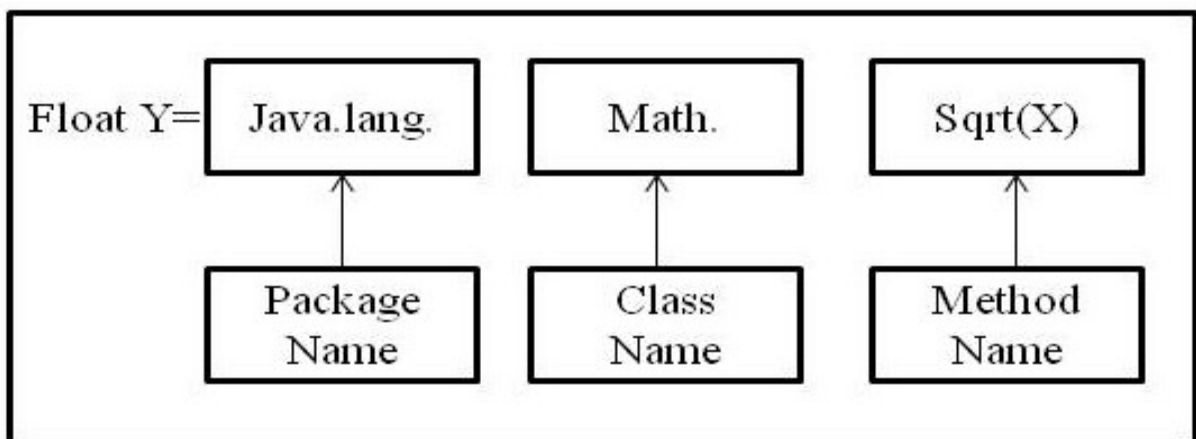 Float Y= Java.lang. Math. Sqrt(X)
Package Class Method
Name Name Name